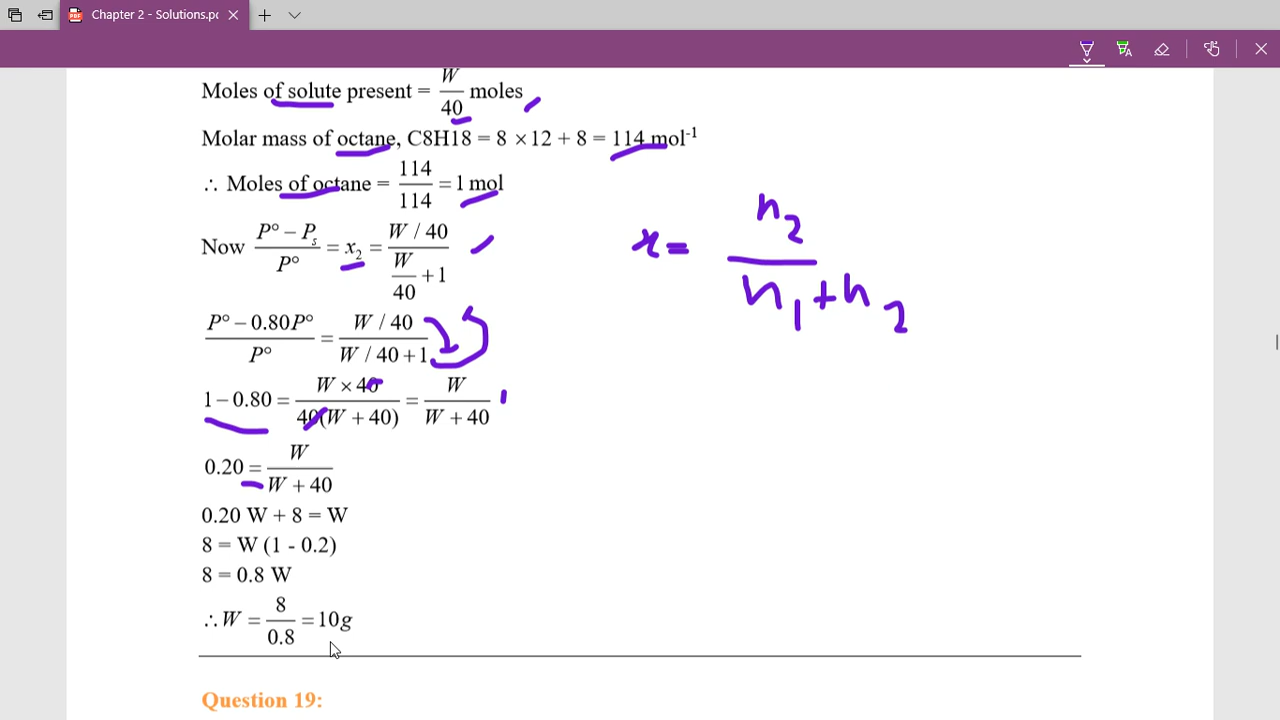 Chapter 2 - Solutions.pc
Moles of solute present = W/40 moles
Molar mass of octane, C8H18 = 8 ×12 + 8 = 114 mol⁻¹
∴ Moles of octane = 114/114 = 1 mol
Now (P° – Pₛ)/P° = x₂ = (W / 40)/(W/40 + 1)
x = n₂/(n₁ + n₂)
(P° – 0.80P°)/P° = (W / 40)/(W / 40 + 1)
1 – 0.80 = (W × 40)/(40(W + 40)) = W/(W + 40)
0.20 = W/(W + 40)
0.20 W + 8 = W
8 = W (1 - 0.2)
8 = 0.8 W
∴ W = 8/0.8 = 10g
Question 19: